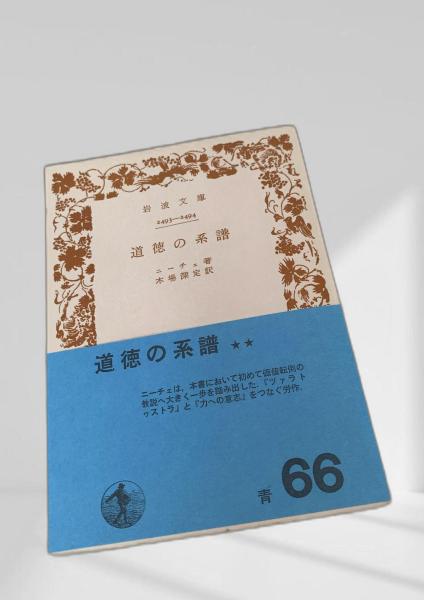 岩波文庫
2493—2494
道徳の系譜
ニーチェ著
木場深定訳
道徳の系譜 ★★
ニーチェは，本書において初めて価値転倒の
教説へ大きく一歩を踏み出した．『ツァラト
ゥストラ』と『力への意志』をつなぐ労作．
青 66